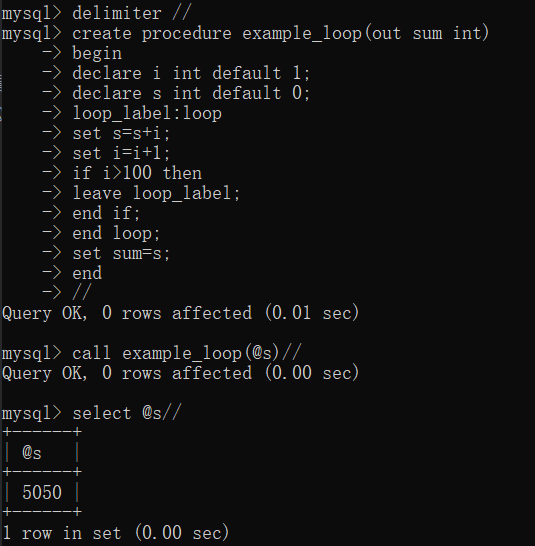 mysql> delimiter //
mysql> create procedure example_loop(out sum int)
    -> begin
    -> declare i int default 1;
    -> declare s int default 0;
    -> loop_label:loop
    -> set s=s+i;
    -> set i=i+1;
    -> if i>100 then
    -> leave loop_label;
    -> end if;
    -> end loop;
    -> set sum=s;
    -> end
    -> //
Query OK, 0 rows affected (0.01 sec)

mysql> call example_loop(@s)//
Query OK, 0 rows affected (0.00 sec)

mysql> select @s//
+------+
| @s   |
+------+
| 5050 |
+------+
1 row in set (0.00 sec)